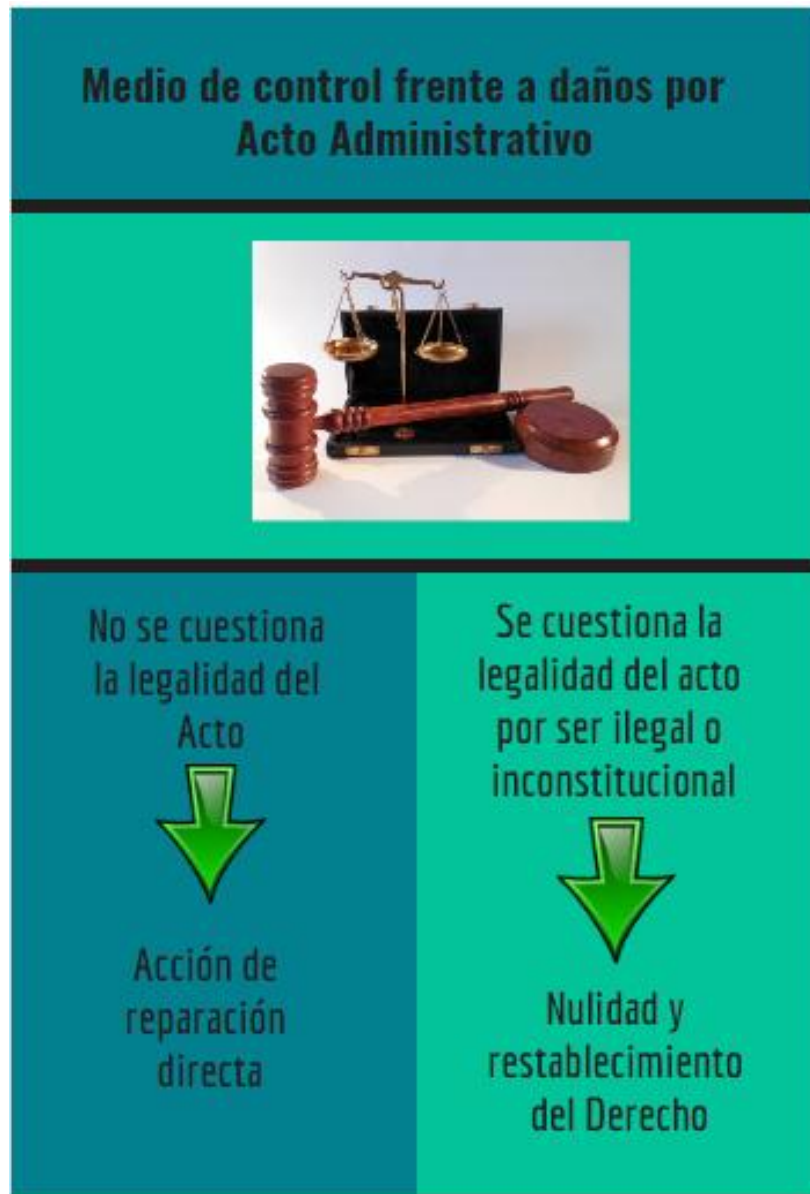 Medio de control frente a daños por
Acto Administrativo
No se cuestiona
la legalidad del
Acto
Acción de
reparación
directa
Se cuestiona la
legalidad del acto
por ser ilegal o
inconstitucional
Nulidad y
restablecimiento
del Derecho